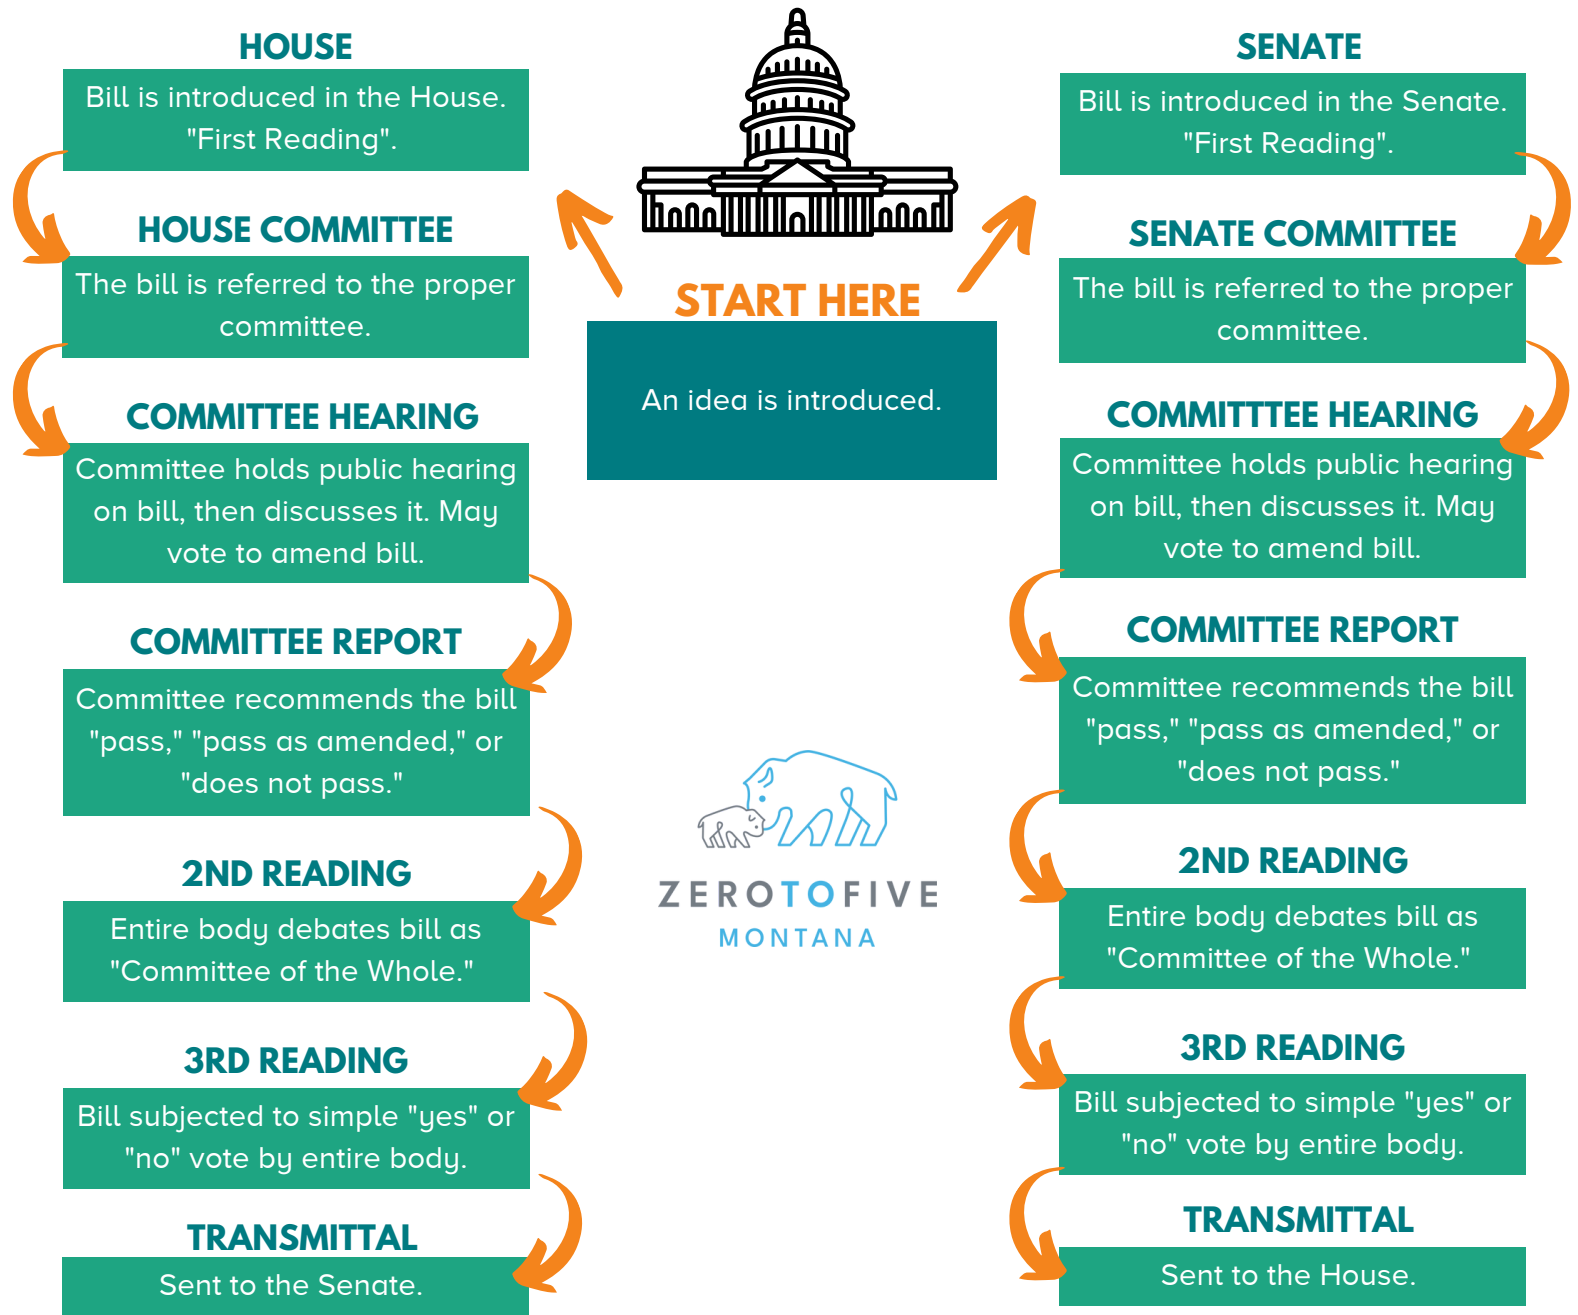 HOUSE
Bill is introduced in the House.
"First Reading".
HOUSE COMMITTEE
The bill is referred to the proper
committee.
COMMITTEE HEARING
Committee holds public hearing
on bill, then discusses it. May
vote to amend bill.
COMMITTEE REPORT
Committee recommends the bill
"pass," "pass as amended," or
"does not pass."
2ND READING
Entire body debates bill as
"Committee of the Whole."
3RD READING
Bill subjected to simple "yes" or
"no" vote by entire body.
TRANSMITTAL
Sent to the Senate.
START HERE
An idea is introduced.
ZEROTOFIVE
MONTANA
SENATE
Bill is introduced in the Senate.
"First Reading".
SENATE COMMITTEE
The bill is referred to the proper
committee.
COMMITTTEE HEARING
Committee holds public hearing
on bill, then discusses it. May
vote to amend bill.
COMMITTEE REPORT
Committee recommends the bill
"pass," "pass as amended," or
"does not pass."
2ND READING
Entire body debates bill as
"Committee of the Whole."
3RD READING
Bill subjected to simple "yes" or
"no" vote by entire body.
TRANSMITTAL
Sent to the House.